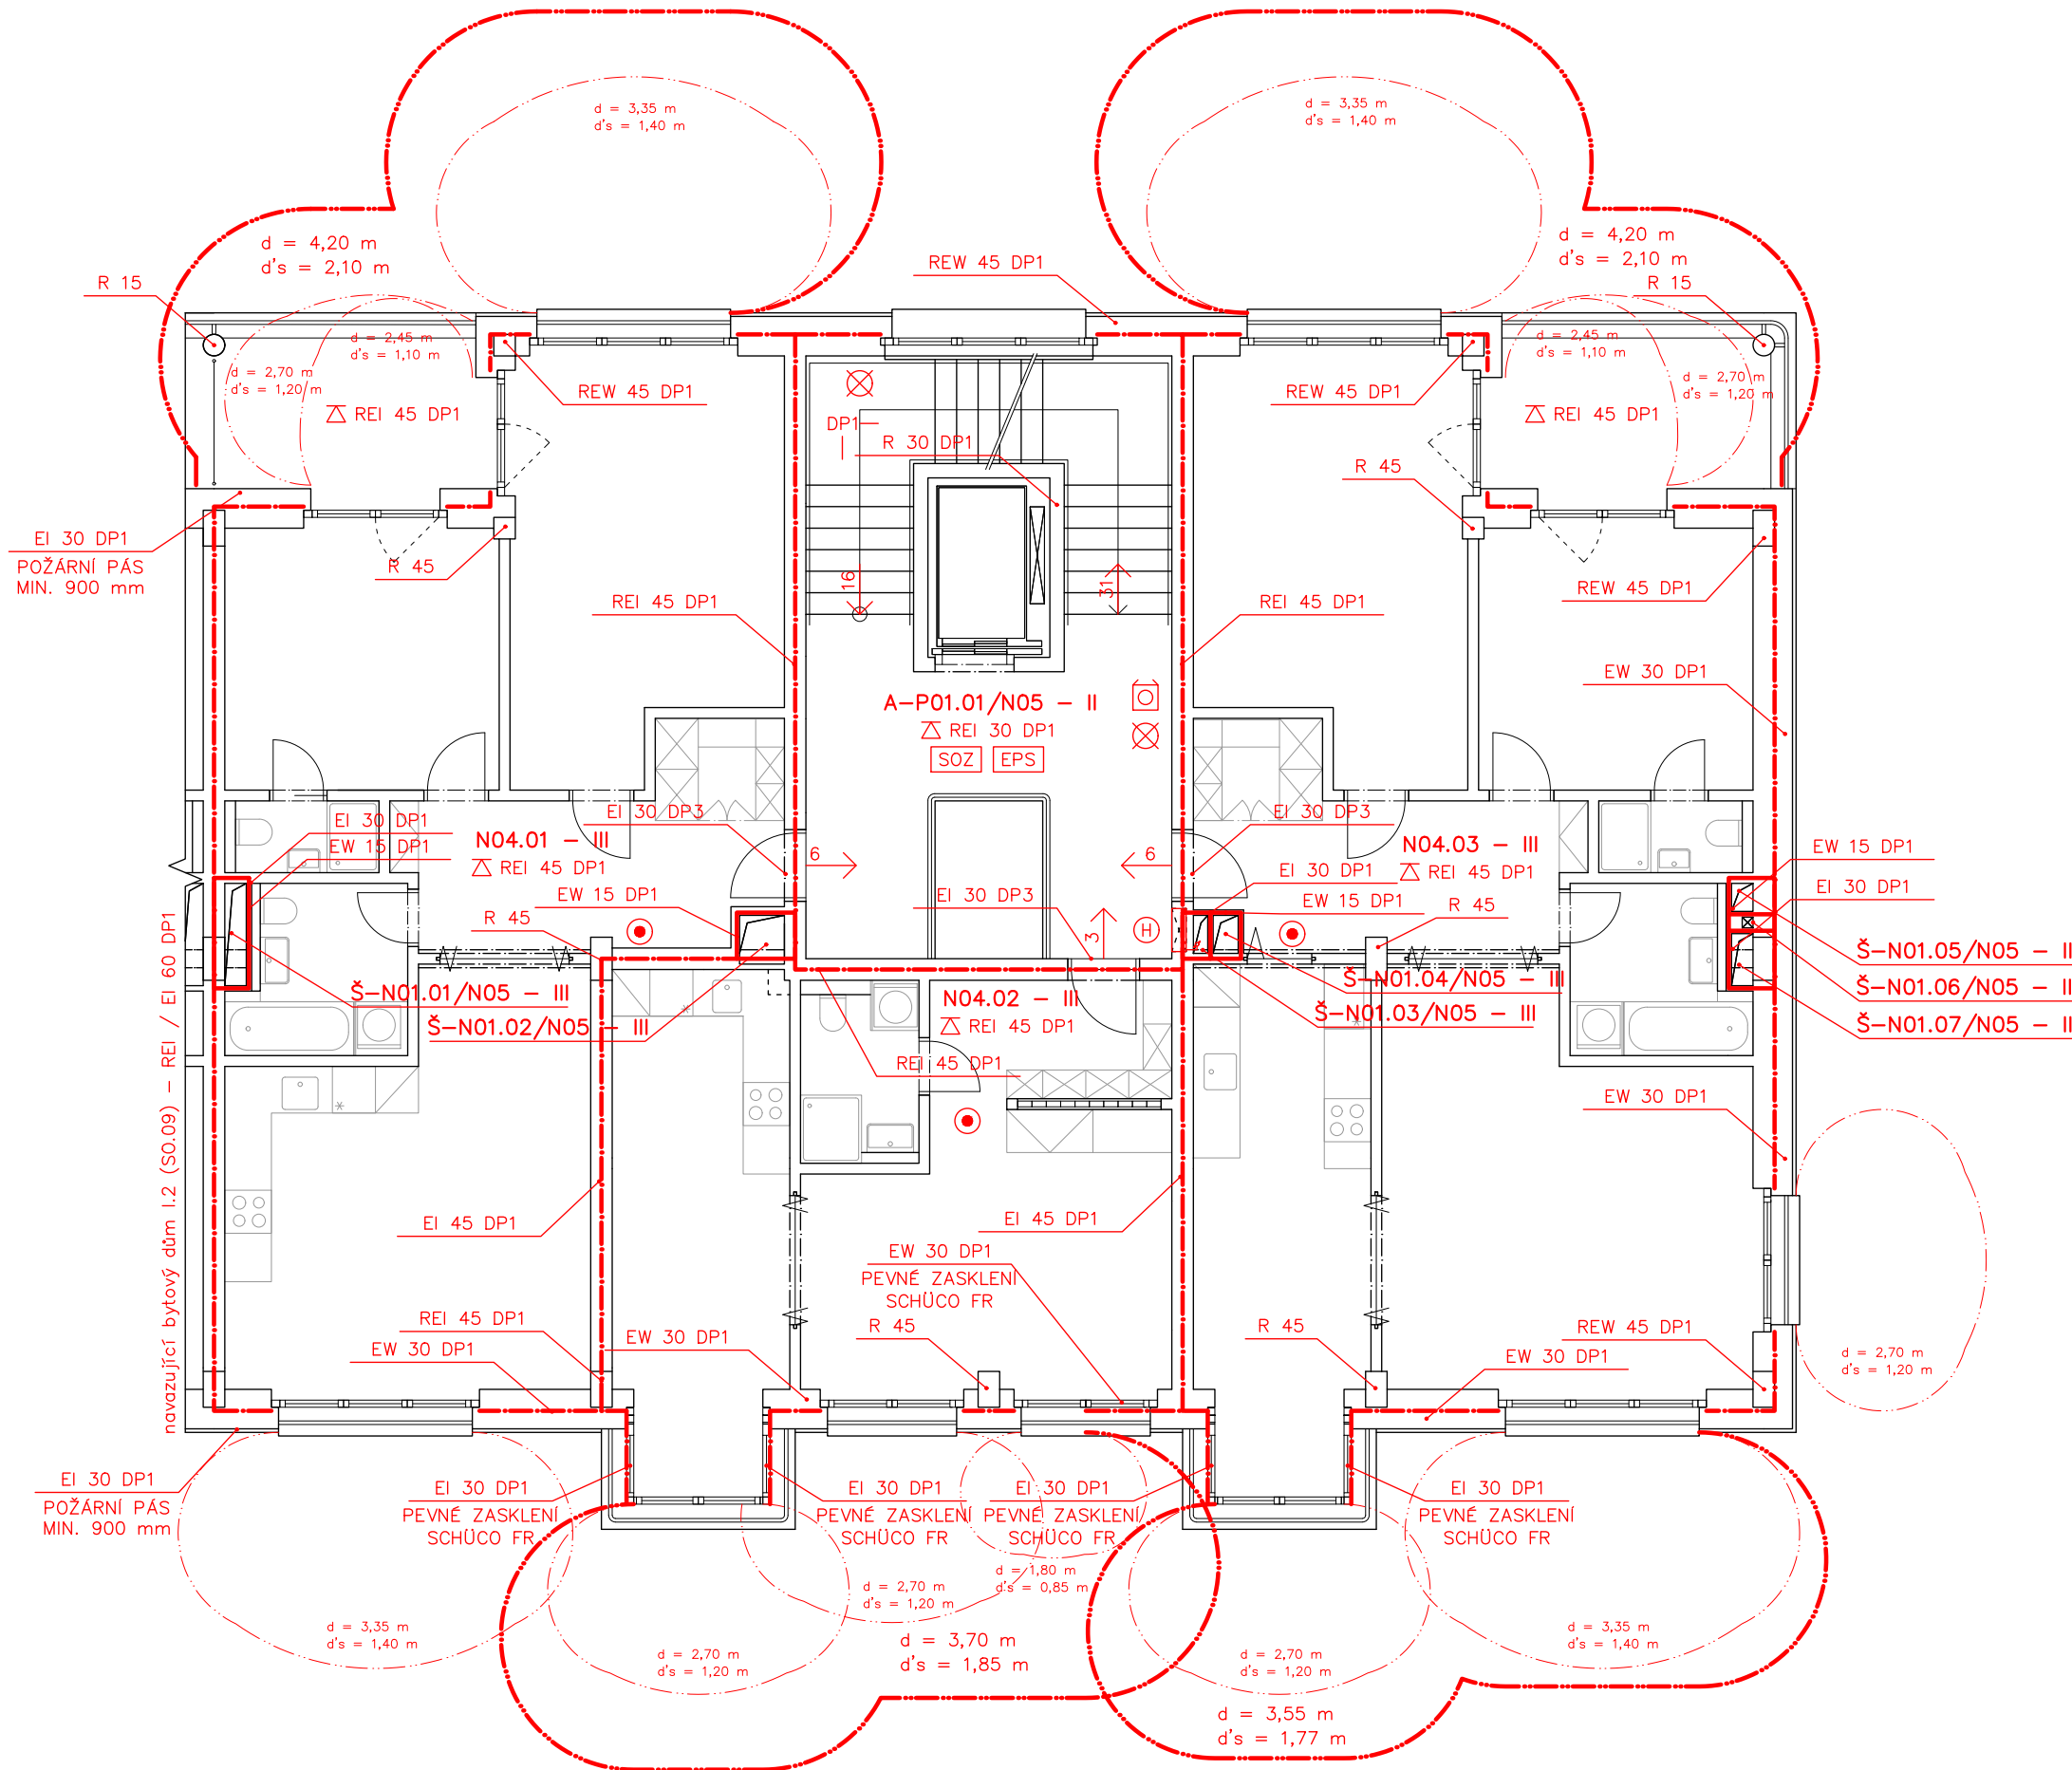 d = 3,35 m
d's = 1,40 m
d = 3,35 m
d's = 1,40 m
d = 4,20 m
d's = 2,10 m
d = 4,20 m
d's = 2,10 m
R 15
REW 45 DP1
R 15
d = 2,45 m
d's = 1,10 m
d = 2,45 m
d's = 1,10 m
d = 2,70 m
d's = 1,20 m
d = 2,70 m
d's = 1,20 m
REW 45 DP1
REW 45 DP1
REI 45 DP1
REI 45 DP1
DP1
R 30 DP1
R 45
EI 30 DP1
POŽÁRNÍ PÁS
MIN. 900 mm
R 45
16
31
REI 45 DP1
REI 45 DP1
REW 45 DP1
EW 30 DP1
A-P01.01/N05 - II
REI 30 DP1
SOZ
EPS
EI 30 DP1
EW 15 DP1
N04.01 - III
REI 45 DP1
EI 30 DP3
EI 30 DP3
N04.03 - III
REI 45 DP1
6
6
EW 15 DP1
EI 30 DP1
EI 30 DP1
EW 15 DP1
EW 15 DP1
R 45
R 45
EI 30 DP3
3
H
Š-N01.01/N05 - III
Š-N01.02/N05 - III
N04.02 - III
REI 45 DP1
REI 45 DP1
Š-N01.04/N05 - III
Š-N01.03/N05 - III
Š-N01.05/N05 - II
Š-N01.06/N05 - II
Š-N01.07/N05 - II
navazující bytový dům I.2 (SO.09) - REI / EI 60 DP1
EW 30 DP1
EI 45 DP1
EI 45 DP1
EW 30 DP1
PEVNÉ ZASKLENÍ
SCHÜCO FR
REI 45 DP1
EW 30 DP1
EW 30 DP1
R 45
R 45
REW 45 DP1
EW 30 DP1
d = 2,70 m
d's = 1,20 m
EI 30 DP1
POŽÁRNÍ PÁS
MIN. 900 mm
EI 30 DP1
PEVNÉ ZASKLENÍ
SCHÜCO FR
EI 30 DP1
PEVNÉ ZASKLENÍ
SCHÜCO FR
EI 30 DP1
PEVNÉ ZASKLENÍ
SCHÜCO FR
EI 30 DP1
PEVNÉ ZASKLENÍ
SCHÜCO FR
d = 1,80 m
d's = 0,85 m
d = 2,70 m
d's = 1,20 m
d = 3,35 m
d's = 1,40 m
d = 3,35 m
d's = 1,40 m
d = 3,70 m
d's = 1,85 m
d = 2,70 m
d's = 1,20 m
d = 2,70 m
d's = 1,20 m
d = 3,55 m
d's = 1,77 m